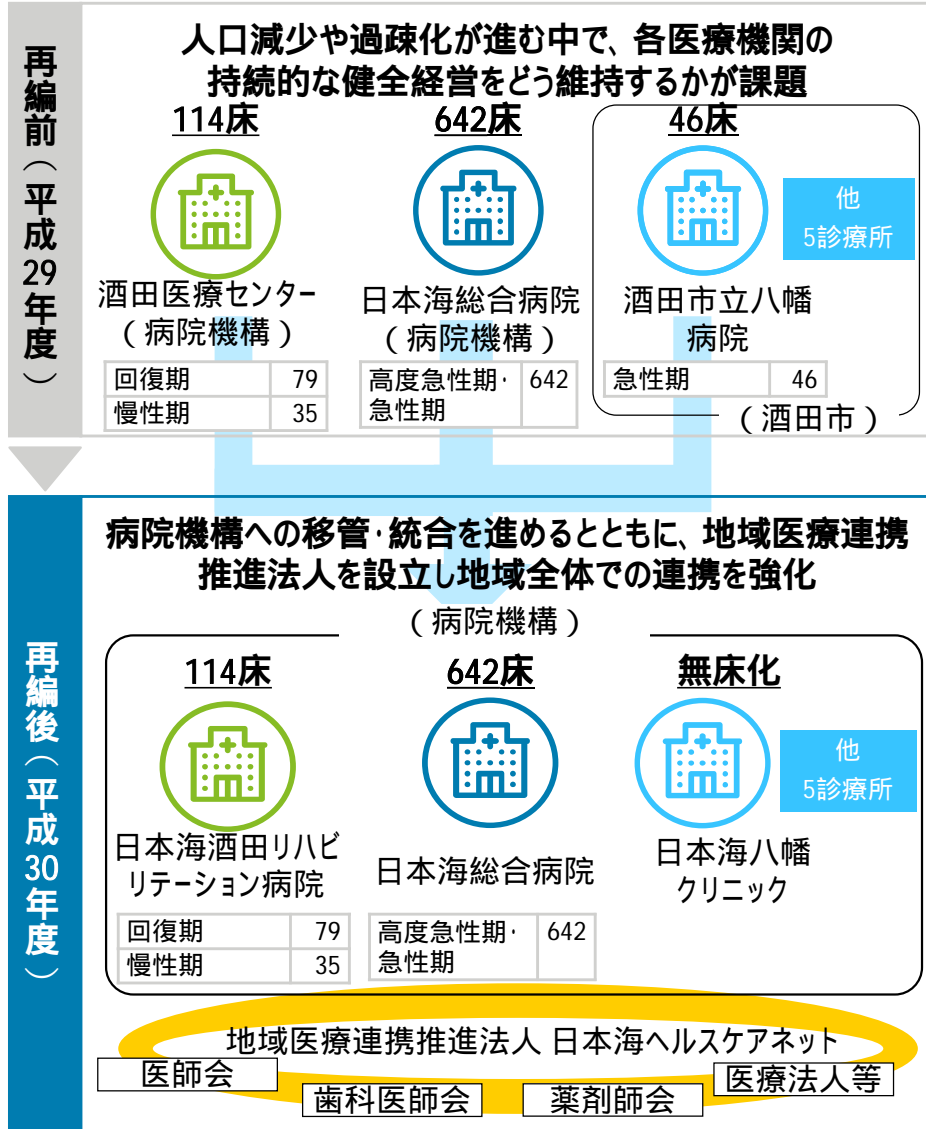 再編前（平成29年度）
人口減少や過疎化が進む中で、各医療機関の
持続的な健全経営をどう維持するかが課題
114床
642床
46床
他
5診療所
酒田医療センター
（病院機構）
日本海総合病院
（病院機構）
酒田市立八幡
病院
回復期 79
慢性期 35
高度急性期・ 642
急性期
急性期 46
（酒田市）
再編後（平成30年度）
病院機構への移管・統合を進めるとともに、地域医療連携
推進法人を設立し地域全体での連携を強化
（病院機構）
114床
642床
無床化
他
5診療所
日本海酒田リハビ
リテーション病院
日本海総合病院
日本海八幡
クリニック
回復期 79
慢性期 35
高度急性期・ 642
急性期
地域医療連携推進法人 日本海ヘルスケアネット
医師会
歯科医師会
薬剤師会
医療法人等